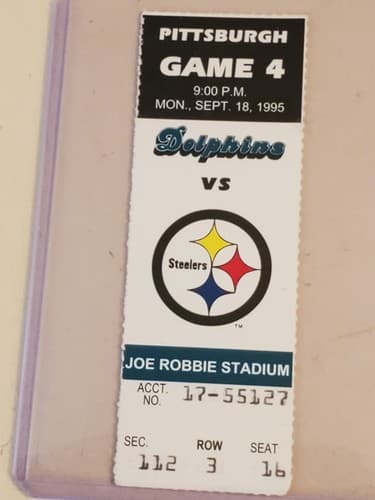 PITTSBURGH
GAME 4
9:00 P.M.
MON., SEPT. 18, 1995
Dolphins
VS
Steelers
TM
JOE ROBBIE STADIUM
ACCT. NO. 17-55127
SEC. ROW SEAT
112 3 16